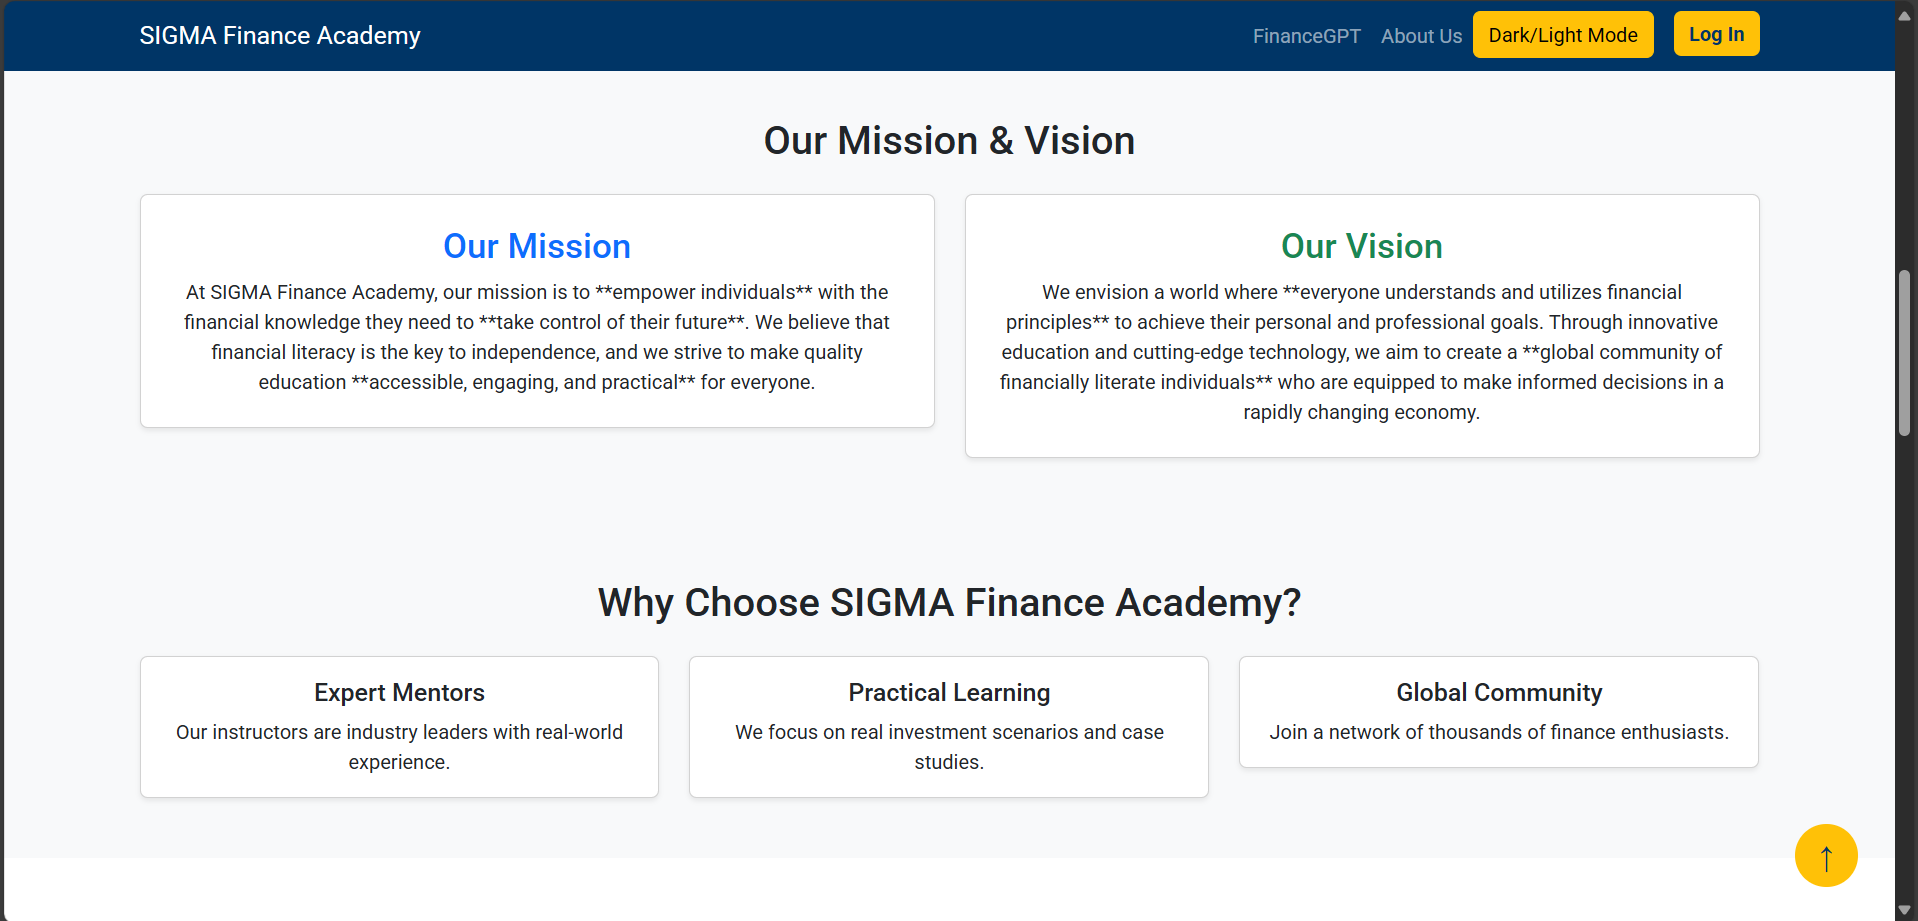 SIGMA Finance Academy
FinanceGPT
About Us
Dark/Light Mode
Log In
Our Mission & Vision
Our Mission
At SIGMA Finance Academy, our mission is to **empower individuals** with the
financial knowledge they need to **take control of their future**. We believe that
financial literacy is the key to independence, and we strive to make quality
education **accessible, engaging, and practical** for everyone.
Our Vision
We envision a world where **everyone understands and utilizes financial
principles** to achieve their personal and professional goals. Through innovative
education and cutting-edge technology, we aim to create a **global community of
financially literate individuals** who are equipped to make informed decisions in a
rapidly changing economy.
Why Choose SIGMA Finance Academy?
Expert Mentors
Our instructors are industry leaders with real-world
experience.
Practical Learning
We focus on real investment scenarios and case
studies.
Global Community
Join a network of thousands of finance enthusiasts.
↑